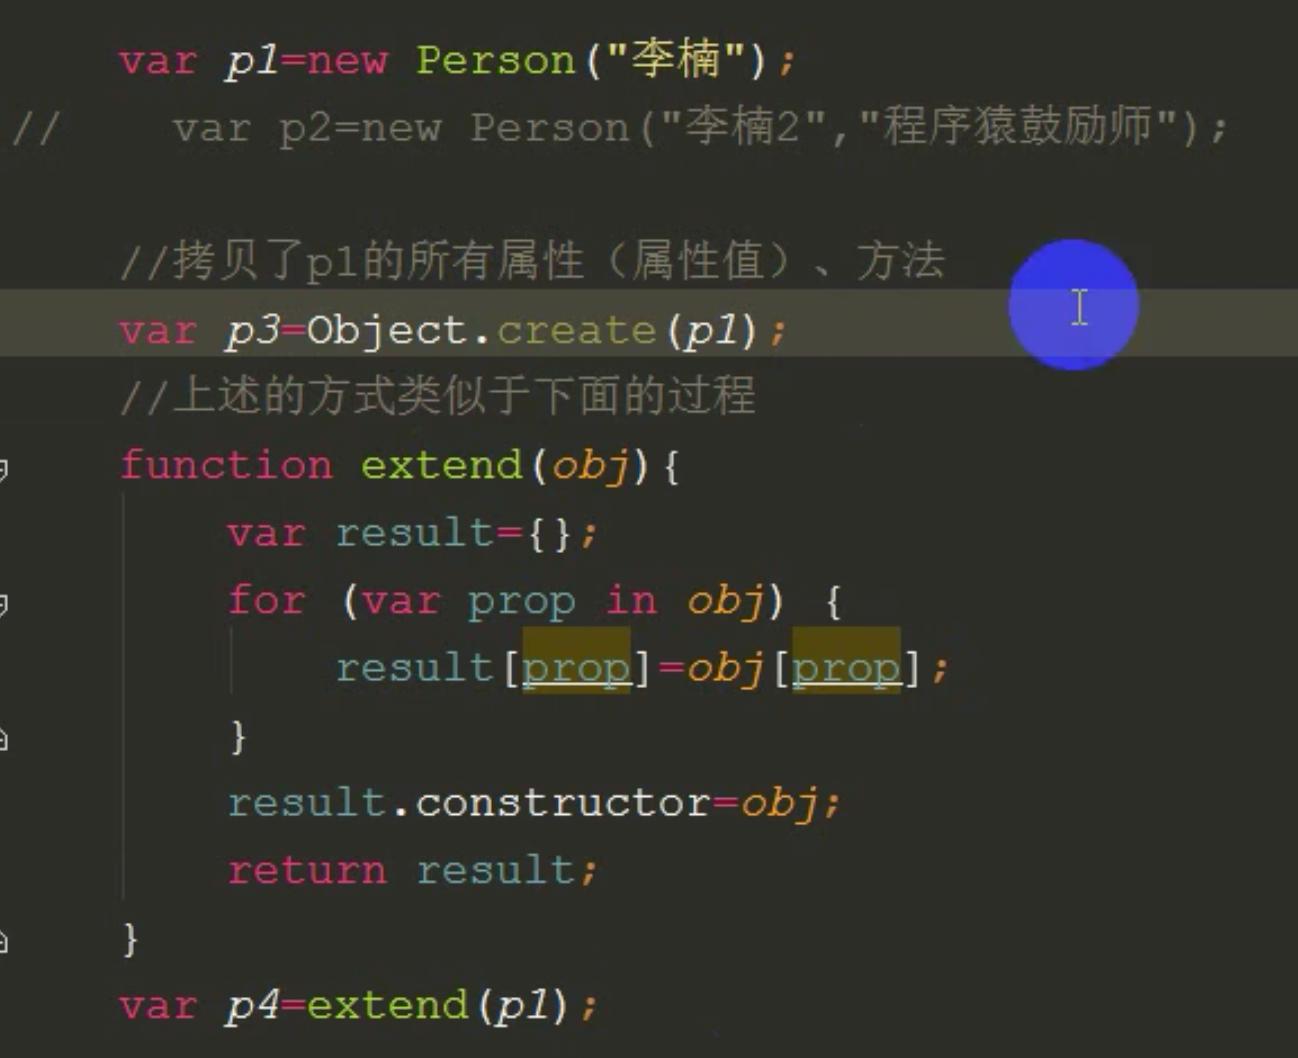 var p1=new Person("李楠");
//    var p2=new Person("李楠2","程序猿鼓励师");
//拷贝了p1的所有属性（属性值）、方法
var p3=Object.create(p1);
//上述的方式类似于下面的过程
function extend(obj){
var result={};
for (var prop in obj) {
result[prop]=obj[prop];
}
result.constructor=obj;
return result;
}
var p4=extend(p1);